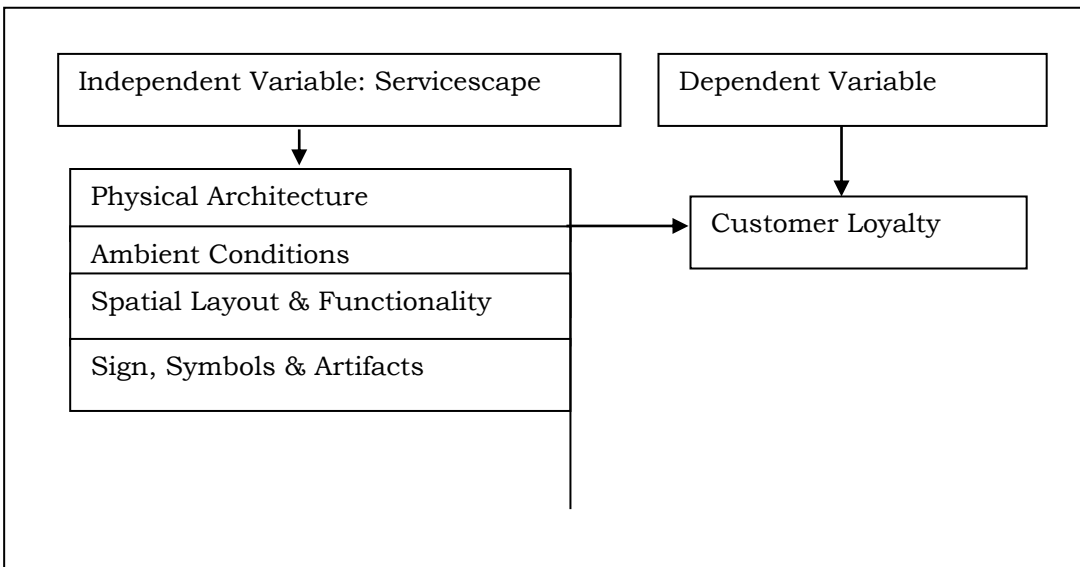 Independent Variable: Servicescape
Dependent Variable
Physical Architecture
Customer Loyalty
Ambient Conditions
Spatial Layout & Functionality
Sign, Symbols & Artifacts